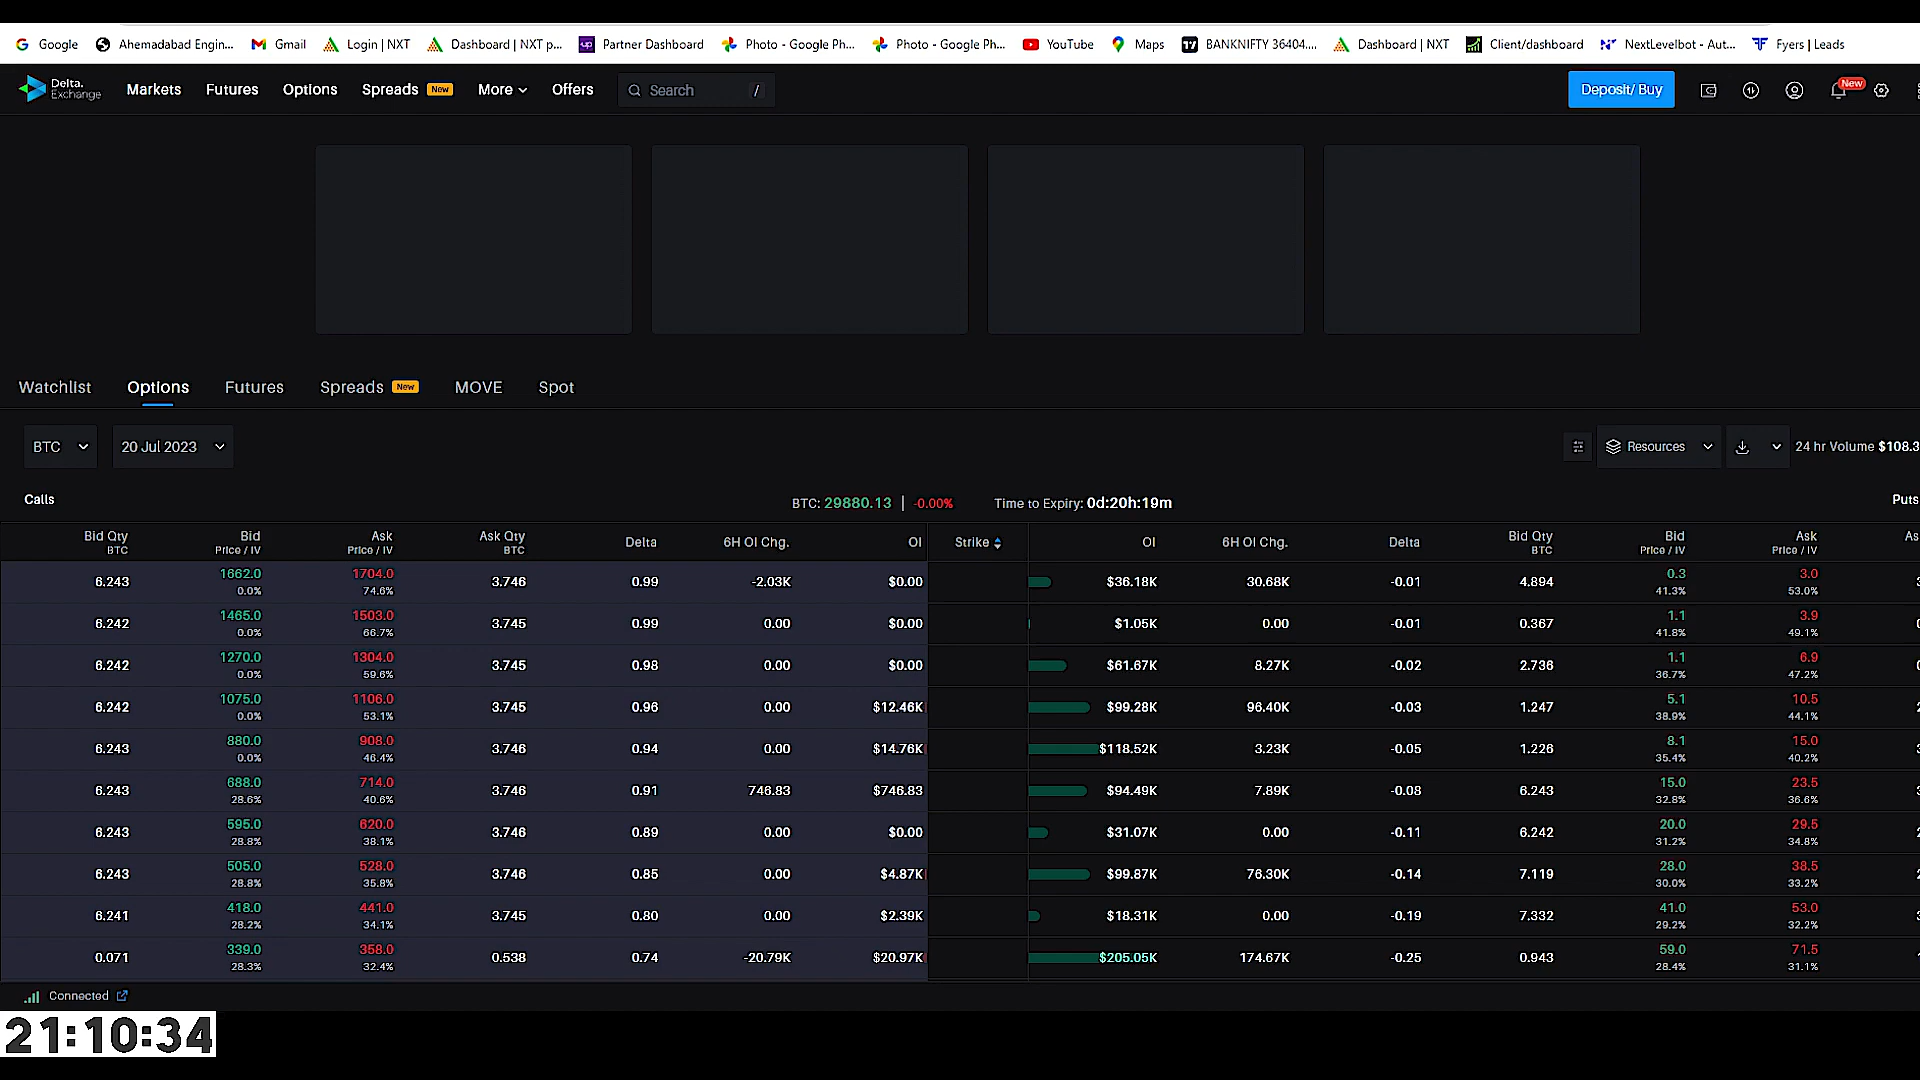 Google Ahemadabad Engin... Gmail Login | NXT Dashboard | NXT p... Partner Dashboard Photo - Google Ph... Photo - Google Ph... YouTube Maps BANKNIFTY 36404.... Dashboard | NXT Client/dashboard NextLevelbot - Aut... Fyers | Leads
Delta Exchange Markets Futures Options Spreads New More Offers Search / Deposit/ Buy New
Watchlist Options Futures Spreads New MOVE Spot
BTC 20 Jul 2023 Resources 24 hr Volume $108.3
Calls BTC: 29880.13 | -0.00% Time to Expiry: 0d:20h:19m Puts
Bid Qty Bid Ask Ask Qty Delta 6H OI Chg. OI Strike OI 6H OI Chg. Delta Bid Qty Bid Ask As
BTC Price / IV Price / IV BTC BTC Price / IV Price / IV
6.243 1662.0 1704.0 3.746 0.99 -2.03K $0.00 $36.18K 30.68K -0.01 4.894 0.3 3.0
0.0% 74.6% 41.3% 53.0%
6.242 1465.0 1503.0 3.745 0.99 0.00 $0.00 $1.05K 0.00 -0.01 0.367 1.1 3.9
0.0% 66.7% 41.8% 49.1%
6.242 1270.0 1304.0 3.745 0.98 0.00 $0.00 $61.67K 8.27K -0.02 2.736 1.1 6.9
0.0% 59.6% 36.7% 47.2%
6.242 1075.0 1106.0 3.745 0.96 0.00 $12.46K $99.28K 96.40K -0.03 1.247 5.1 10.5
0.0% 53.1% 38.9% 44.1%
6.243 880.0 908.0 3.746 0.94 0.00 $14.76K $118.52K 3.23K -0.05 1.226 8.1 15.0
0.0% 46.4% 35.4% 40.2%
6.243 688.0 714.0 3.746 0.91 746.83 $746.83 $94.49K 7.89K -0.08 6.243 15.0 23.5
28.6% 40.6% 32.8% 36.6%
6.243 595.0 620.0 3.746 0.89 0.00 $0.00 $31.07K 0.00 -0.11 6.242 20.0 29.5
28.8% 38.1% 31.2% 34.8%
6.243 505.0 528.0 3.746 0.85 0.00 $4.87K $99.87K 76.30K -0.14 7.119 28.0 38.5
28.8% 35.8% 30.0% 33.2%
6.241 418.0 441.0 3.745 0.80 0.00 $2.39K $18.31K 0.00 -0.19 7.332 41.0 53.0
28.2% 34.1% 29.2% 32.2%
0.071 339.0 358.0 0.538 0.74 -20.79K $20.97K $205.05K 174.67K -0.25 0.943 59.0 71.5
28.3% 32.4% 28.4% 31.1%
Connected
21:10:34